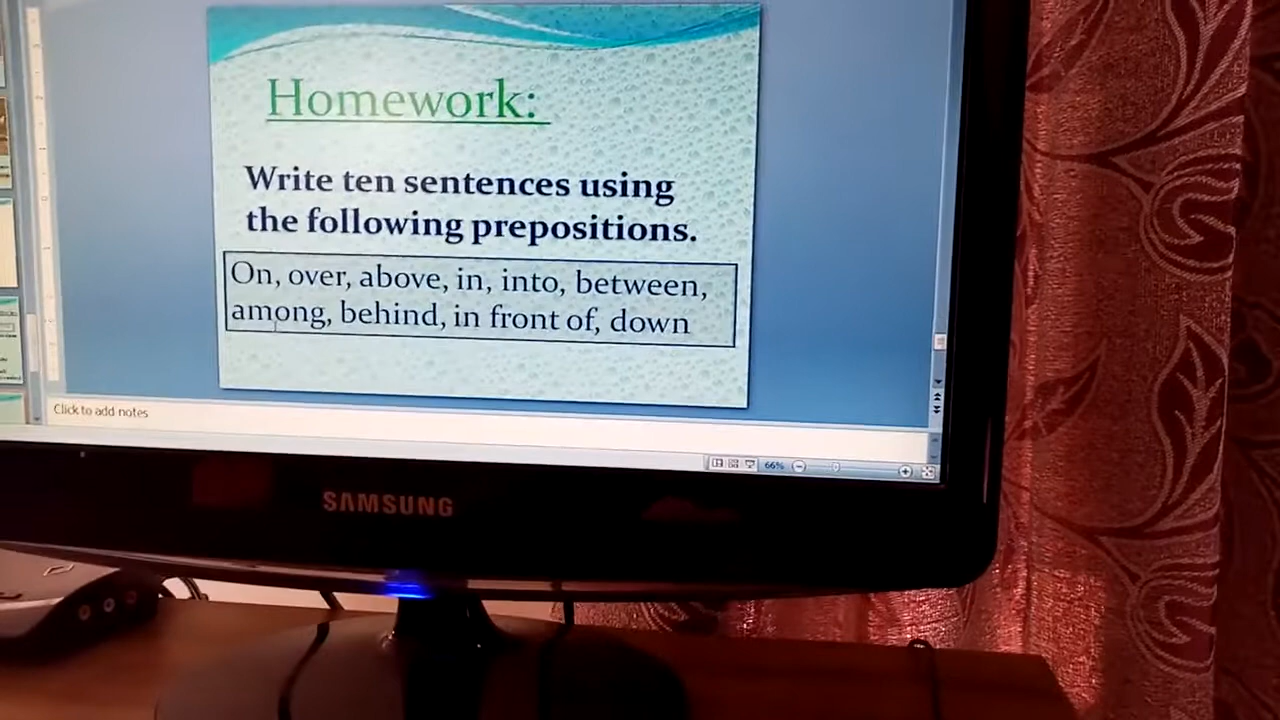 Homework:
Write ten sentences using
the following prepositions.
On, over, above, in, into, between,
among, behind, in front of, down
Click to add notes
66%
SAMSUNG